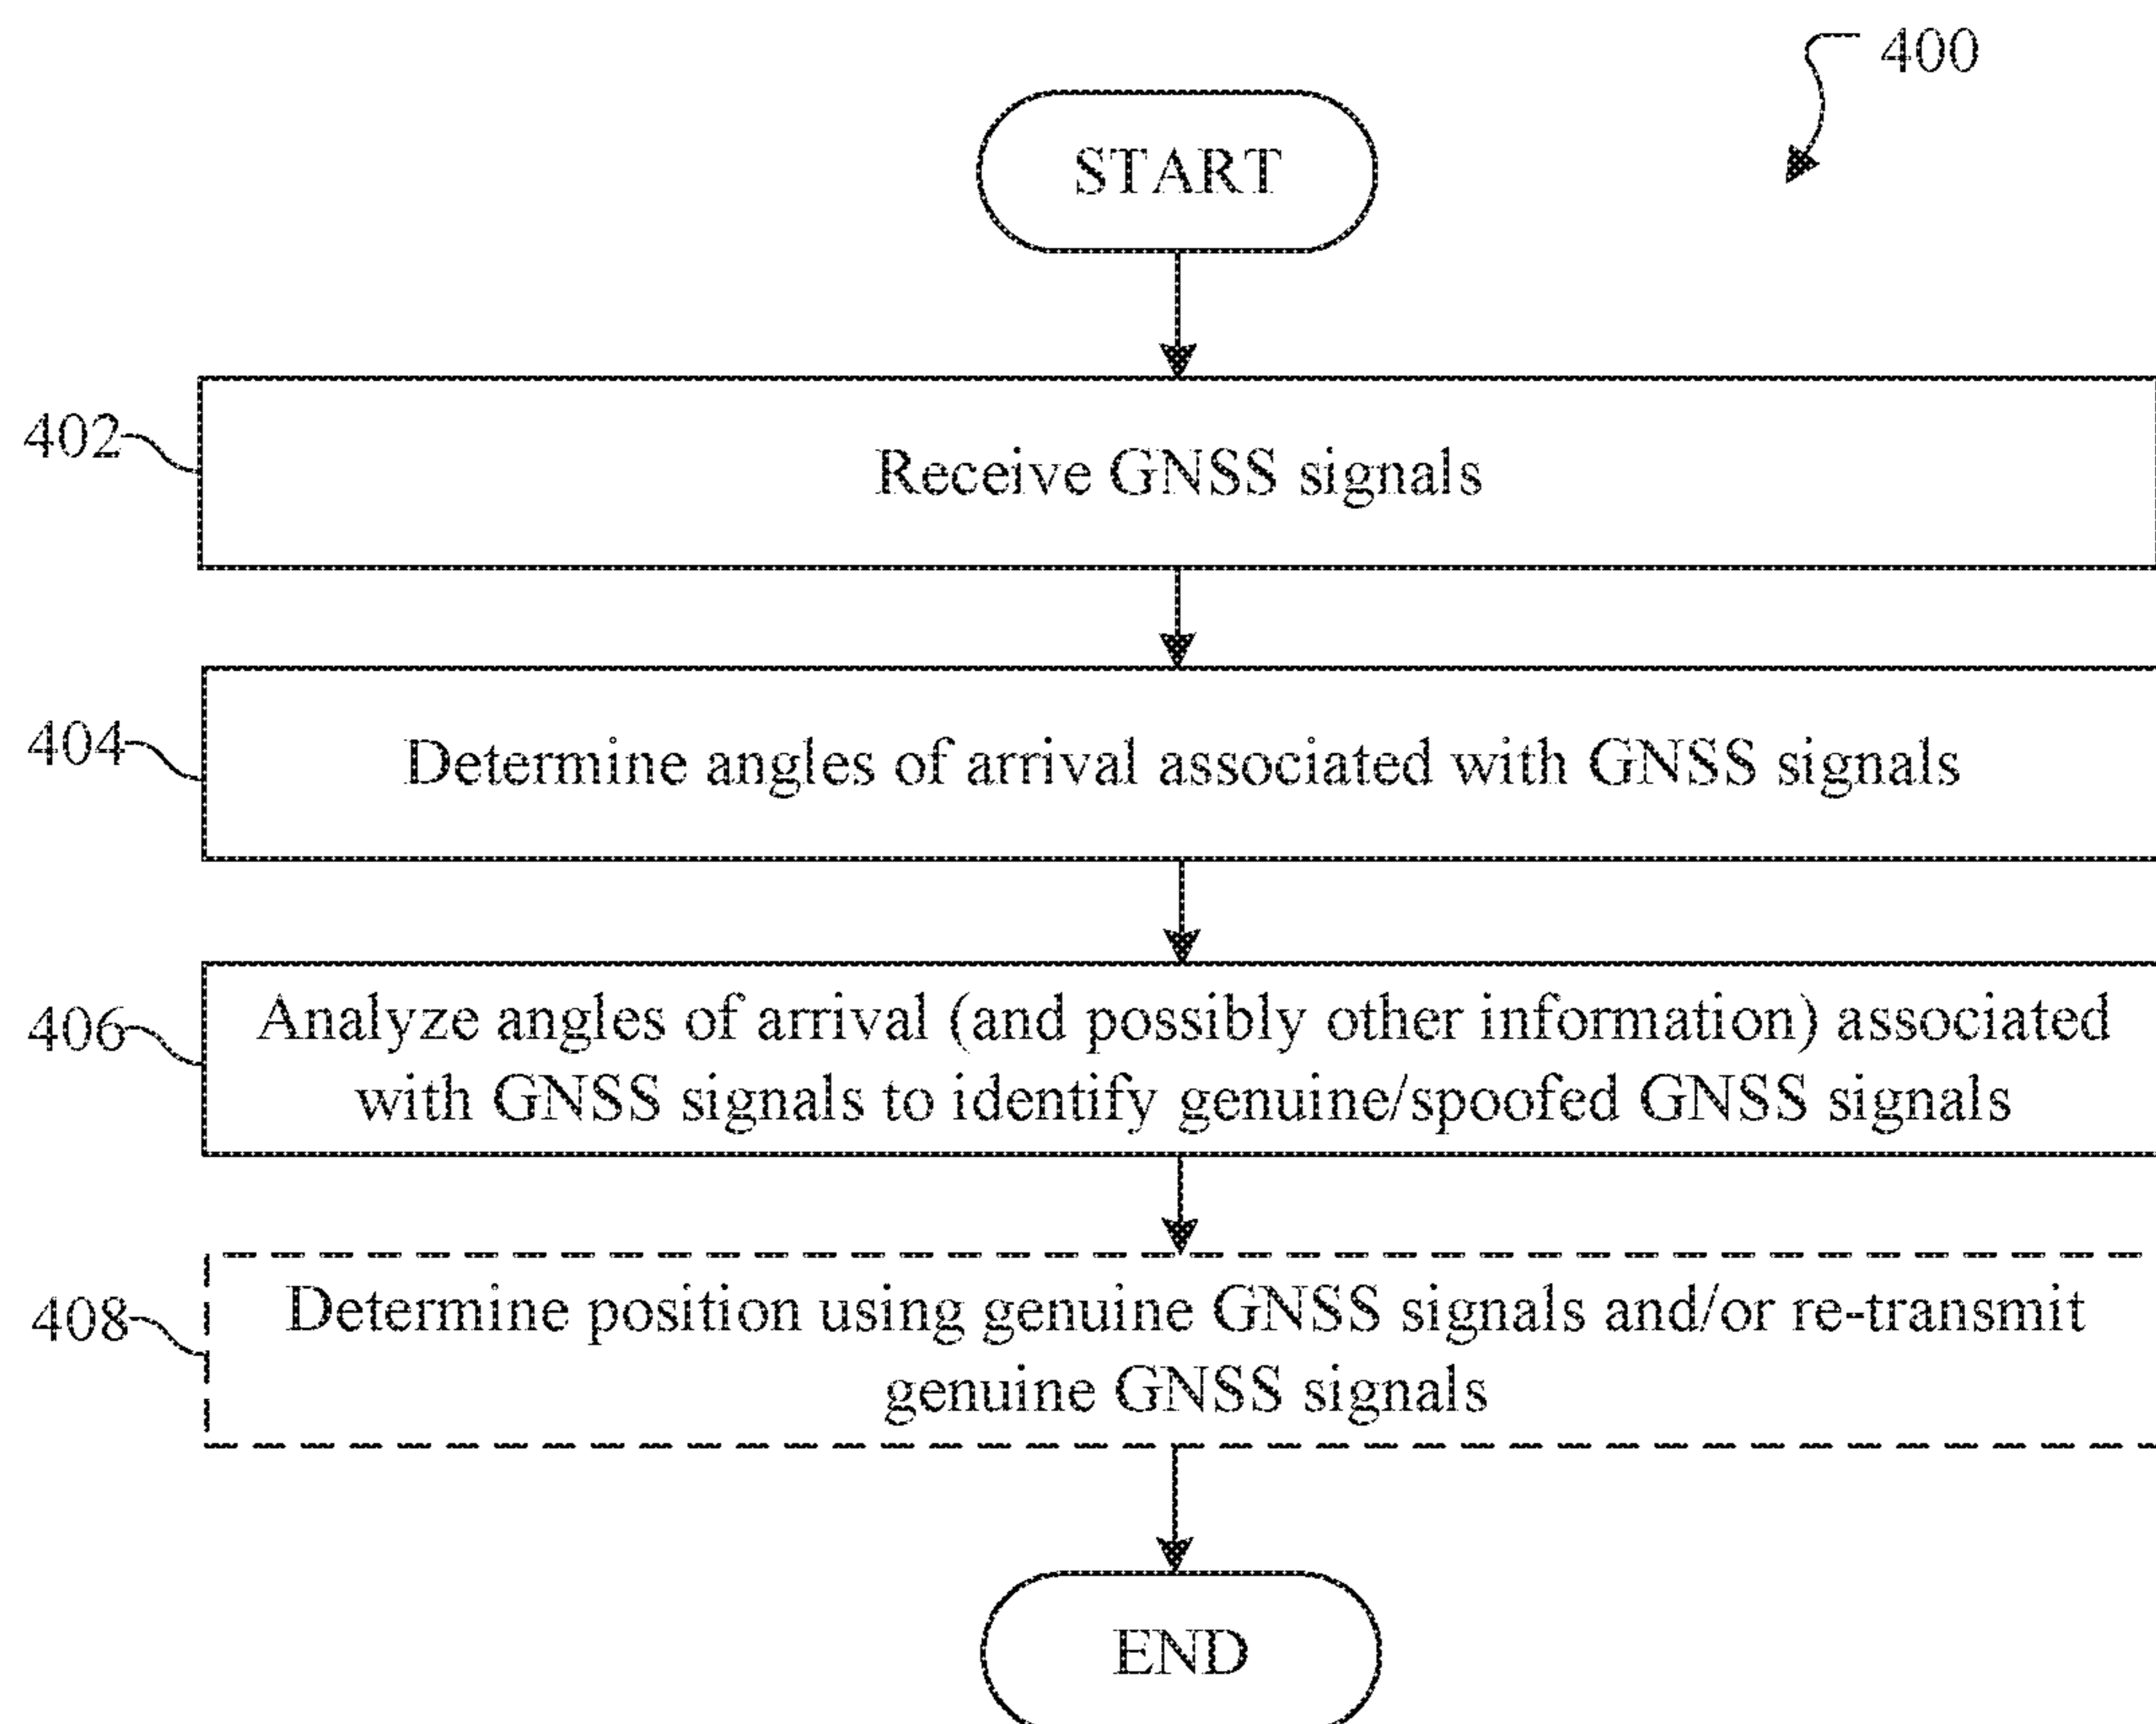 400
START
402
Receive GNSS signals
404
Determine angles of arrival associated with GNSS signals
406
Analyze angles of arrival (and possibly other information) associated
with GNSS signals to identify genuine/spoofed GNSS signals
408
Determine position using genuine GNSS signals and/or re-transmit
genuine GNSS signals
END